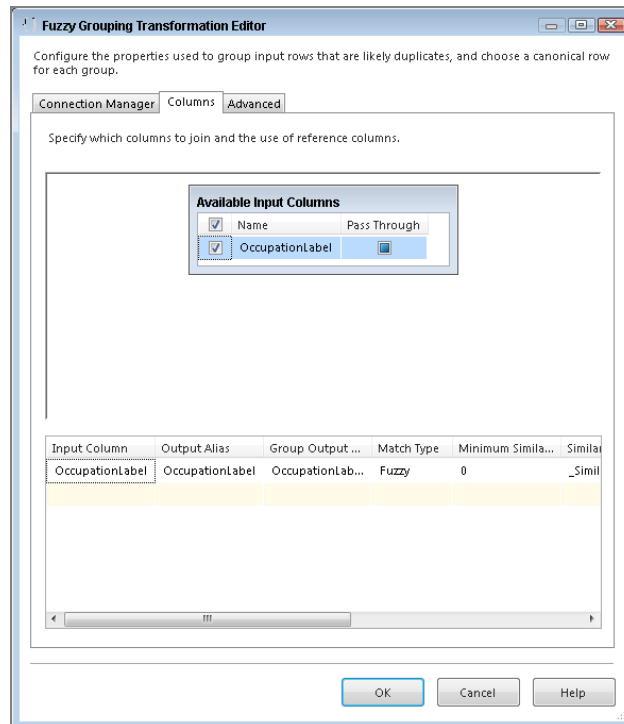 Fuzzy Grouping Transformation Editor
Configure the properties used to group input rows that are likely duplicates, and choose a canonical row
for each group.
Connection Manager Columns Advanced
Specify which columns to join and the use of reference columns.
Available Input Columns
Name Pass Through
OccupationLabel
Input Column Output Alias Group Output ... Match Type Minimum Simila... Similar
OccupationLabel OccupationLabel OccupationLab... Fuzzy 0 _Simil
OK Cancel Help